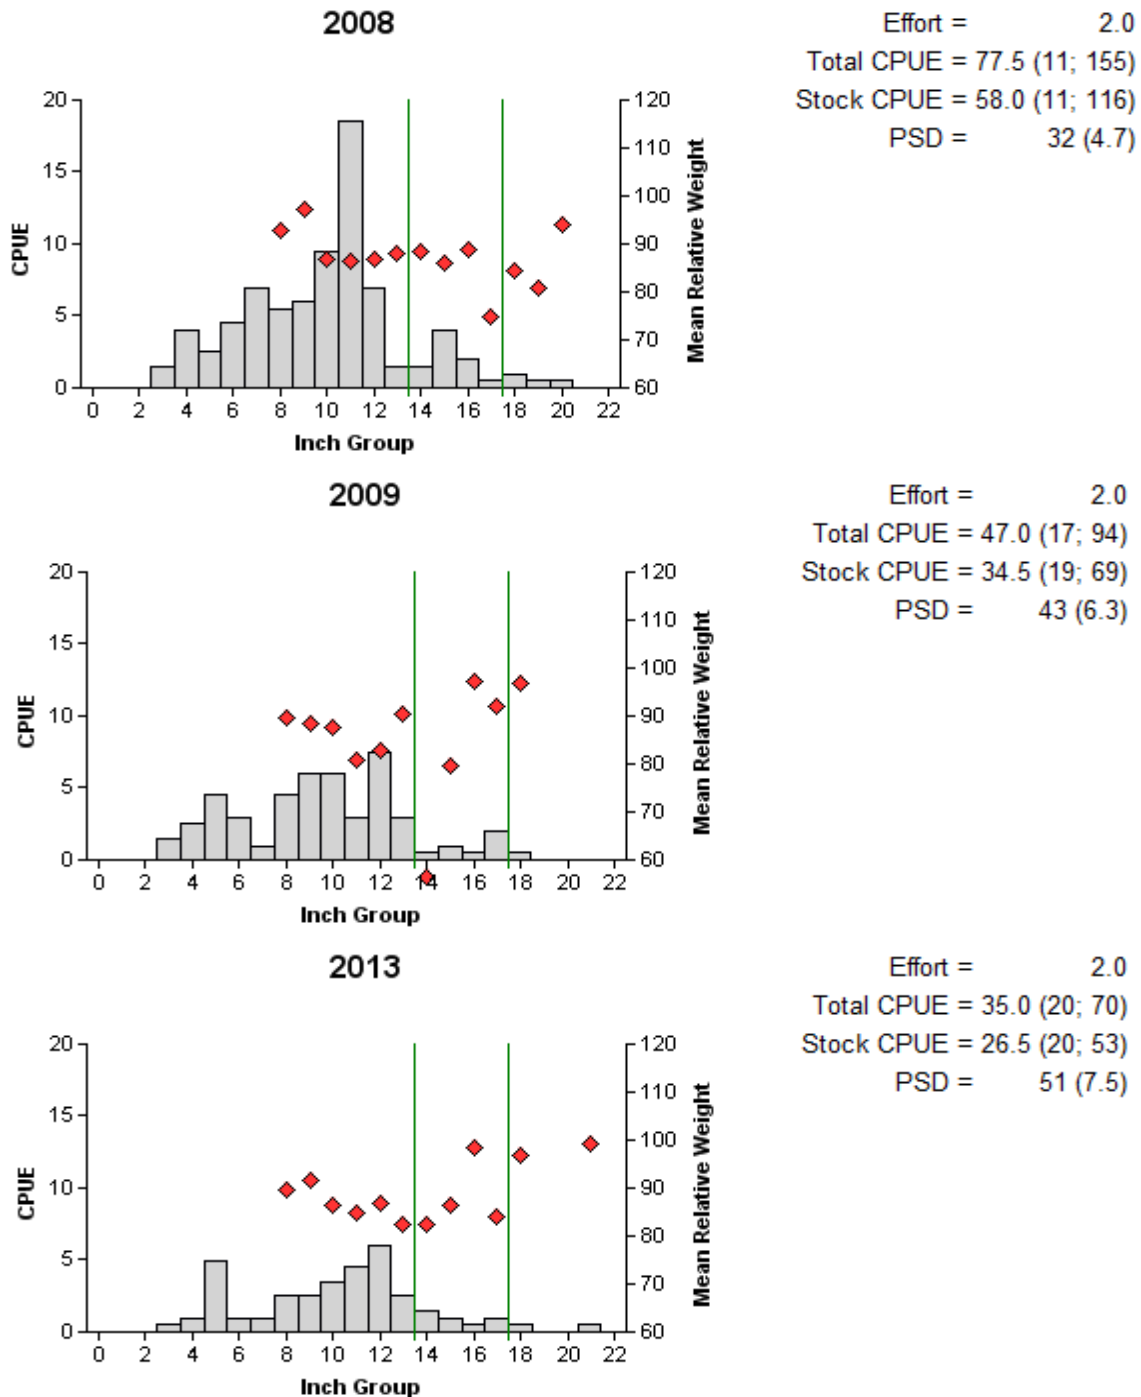 2008
Effort = 2.0
Total CPUE = 77.5 (11; 155)
Stock CPUE = 58.0 (11; 116)
PSD = 32 (4.7)
20
15
10
5
0
CPUE
120
110
100
90
80
70
60
Mean Relative Weight
0 2 4 6 8 10 12 14 16 18 20 22
Inch Group
2009
Effort = 2.0
Total CPUE = 47.0 (17; 94)
Stock CPUE = 34.5 (19; 69)
PSD = 43 (6.3)
20
15
10
5
0
CPUE
120
110
100
90
80
70
60
Mean Relative Weight
0 2 4 6 8 10 12 14 16 18 20 22
Inch Group
2013
Effort = 2.0
Total CPUE = 35.0 (20; 70)
Stock CPUE = 26.5 (20; 53)
PSD = 51 (7.5)
20
15
10
5
0
CPUE
120
110
100
90
80
70
60
Mean Relative Weight
0 2 4 6 8 10 12 14 16 18 20 22
Inch Group